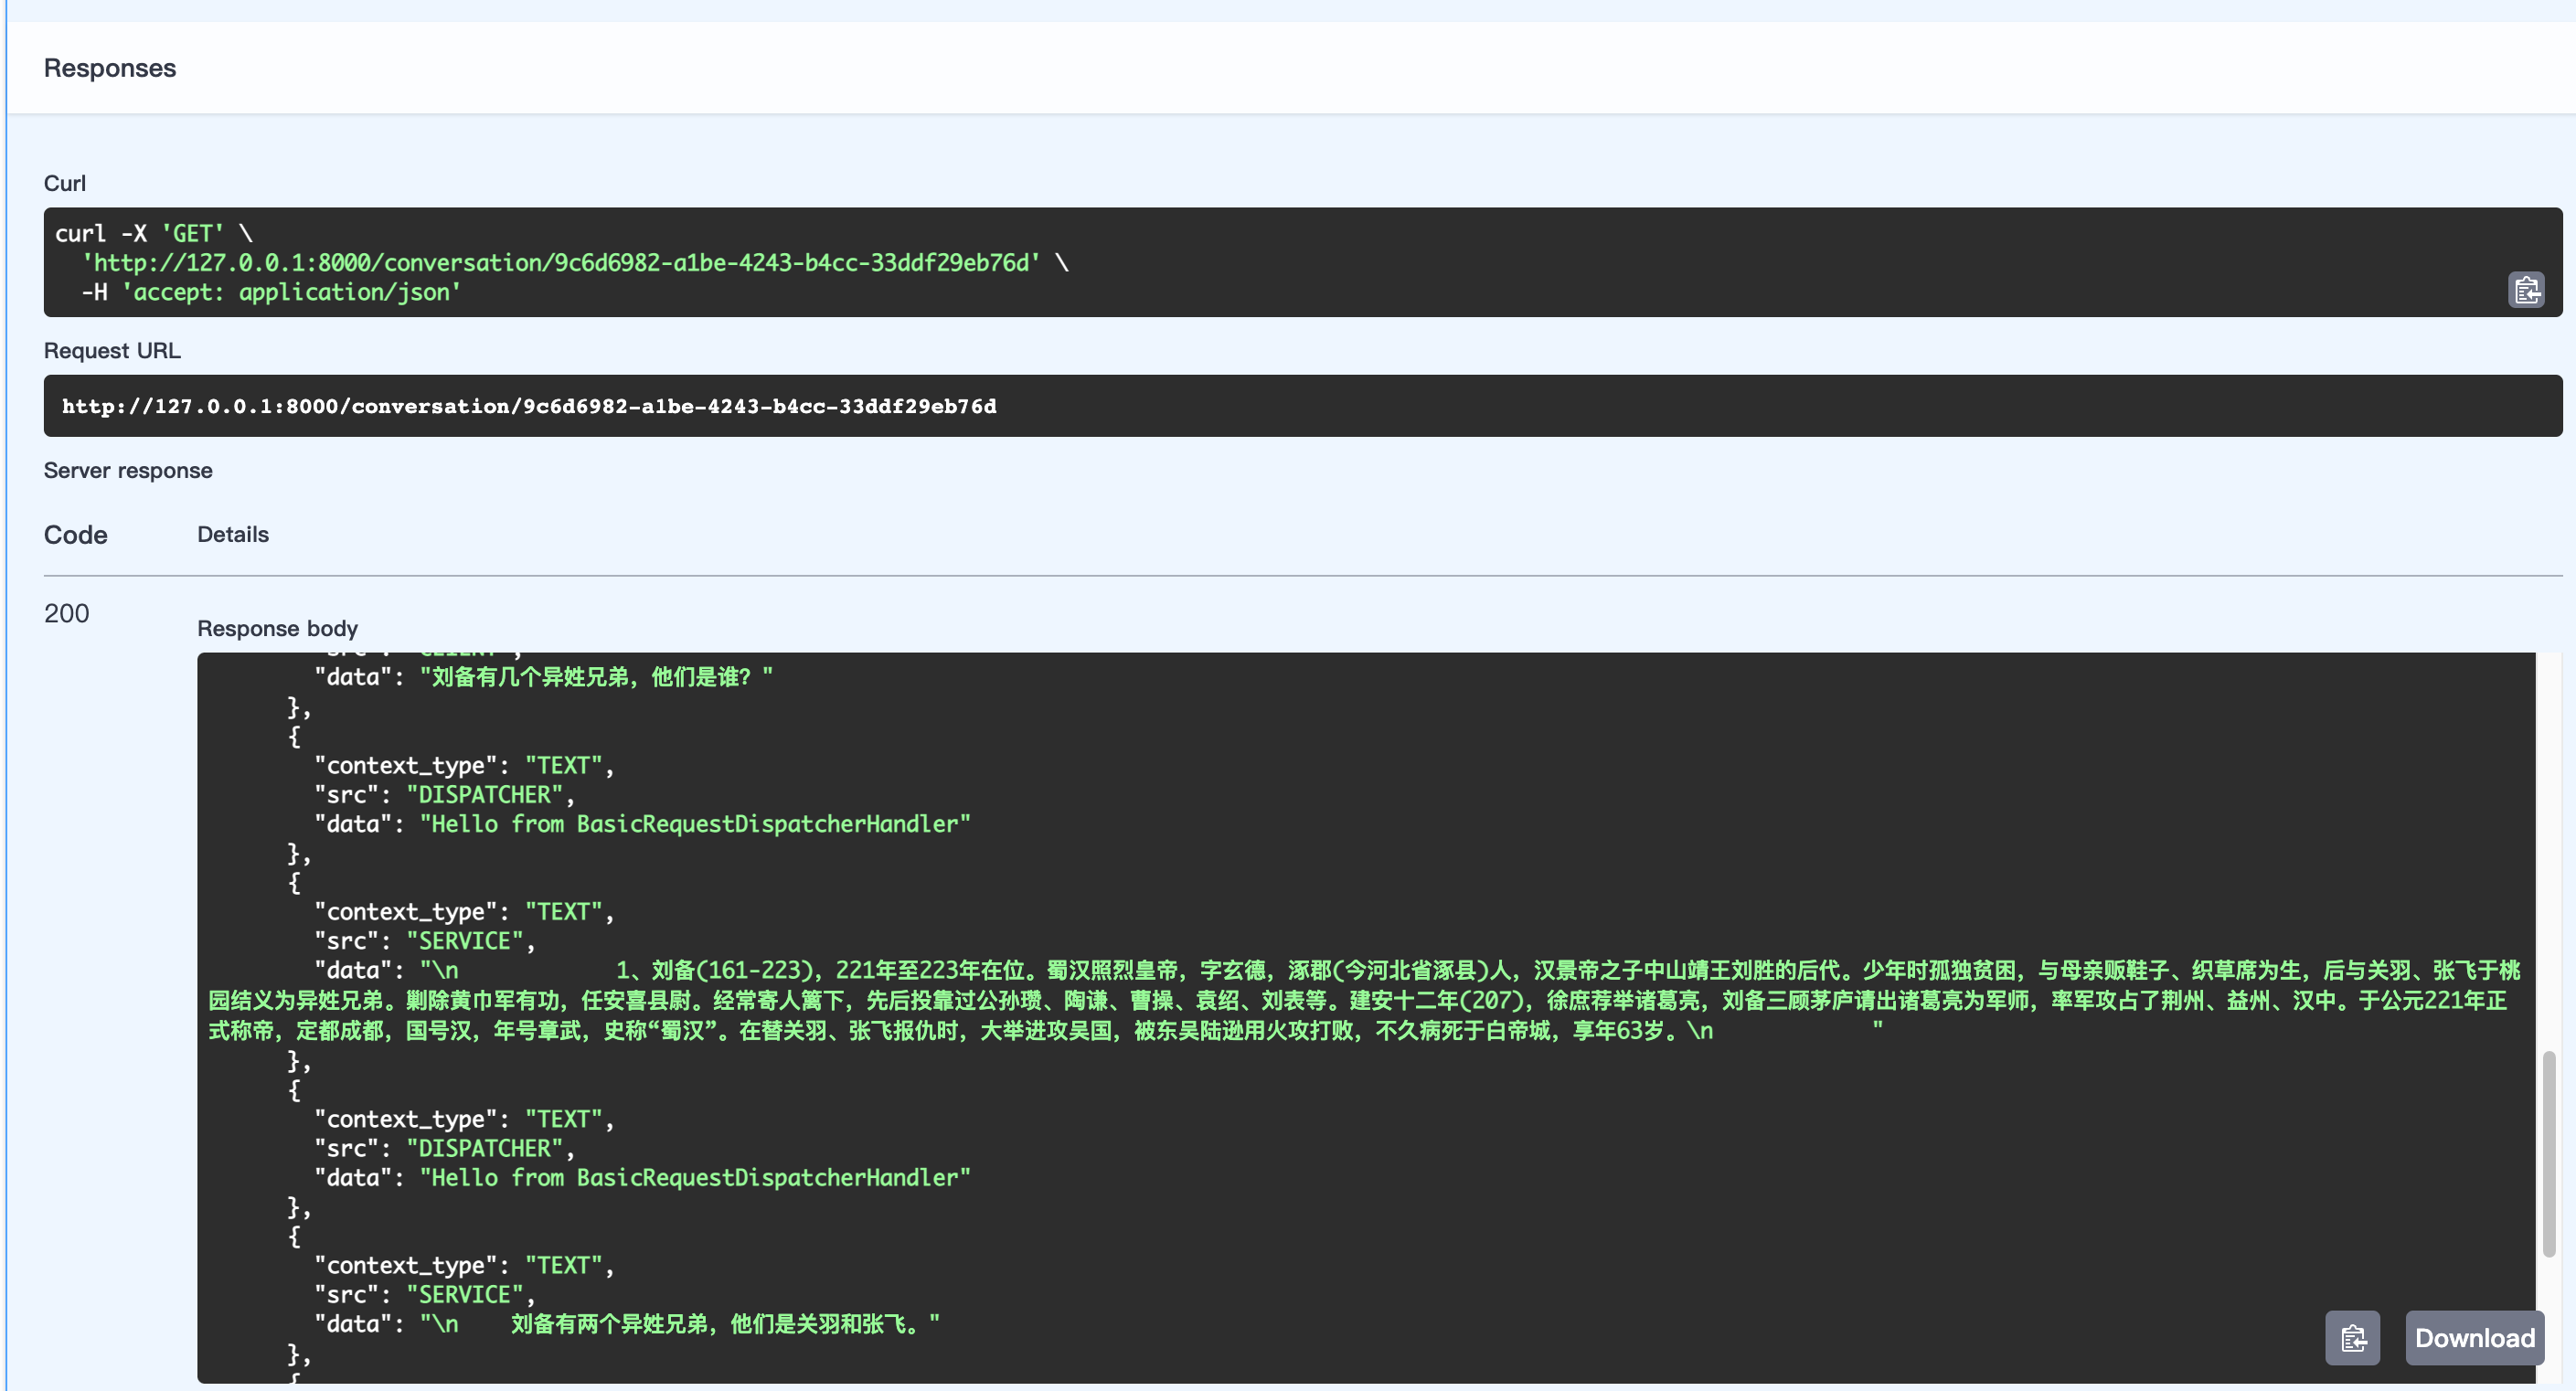 Responses
Curl
curl -X 'GET' \
'http://127.0.0.1:8000/conversation/9c6d6982-a1be-4243-b4cc-33ddf29eb76d' \
-H 'accept: application/json'
Request URL
http://127.0.0.1:8000/conversation/9c6d6982-a1be-4243-b4cc-33ddf29eb76d
Server response
Code Details
200
Response body
"src": "CLIENT",
"data": "刘备有几个异姓兄弟，他们是谁？"
},
{
"context_type": "TEXT",
"src": "DISPATCHER",
"data": "Hello from BasicRequestDispatcherHandler"
},
{
"context_type": "TEXT",
"src": "SERVICE",
"data": "\n 1、刘备(161-223)，221年至223年在位。蜀汉照烈皇帝，字玄德，涿郡(今河北省涿县)人，汉景帝之子中山靖王刘胜的后代。少年时孤独贫困，与母亲贩鞋子、织草席为生，后与关羽、张飞于桃
园结义为异姓兄弟。剿除黄巾军有功，任安喜县尉。经常寄人篱下，先后投靠过公孙瓒、陶谦、曹操、袁绍、刘表等。建安十二年(207)，徐庶荐举诸葛亮，刘备三顾茅庐请出诸葛亮为军师，率军攻占了荆州、益州、汉中。于公元221年正
式称帝，定都成都，国号汉，年号章武，史称“蜀汉”。在替关羽、张飞报仇时，大举进攻吴国，被东吴陆逊用火攻打败，不久病死于白帝城，享年63岁。\n "
},
{
"context_type": "TEXT",
"src": "DISPATCHER",
"data": "Hello from BasicRequestDispatcherHandler"
},
{
"context_type": "TEXT",
"src": "SERVICE",
"data": "\n 刘备有两个异姓兄弟，他们是关羽和张飞。"
},
{
Download